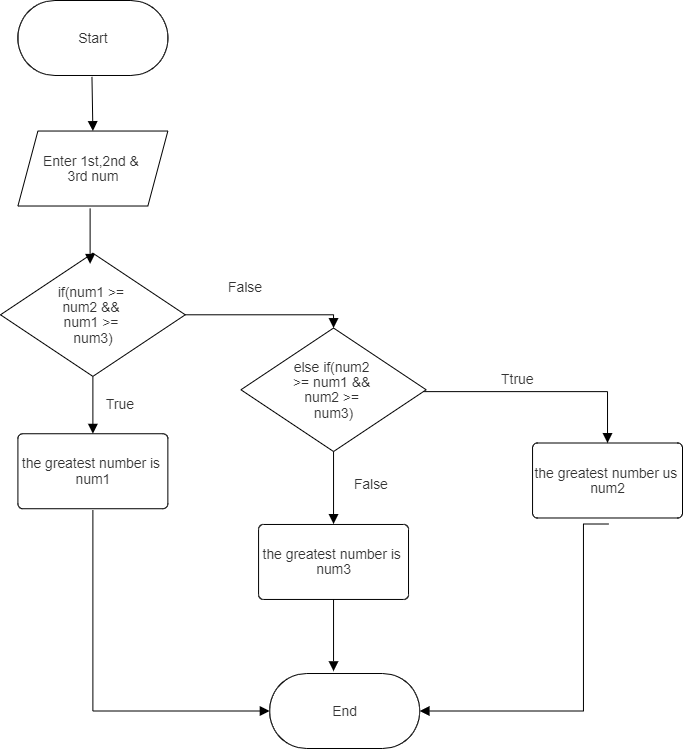 Start
Enter 1st,2nd &
3rd num
if(num1 >=
num2 &&
num1 >=
num3)
False
else if(num2
>= num1 &&
num2 >=
num3)
Ttrue
True
the greatest number is
num1
the greatest number us
num2
False
the greatest number is
num3
End